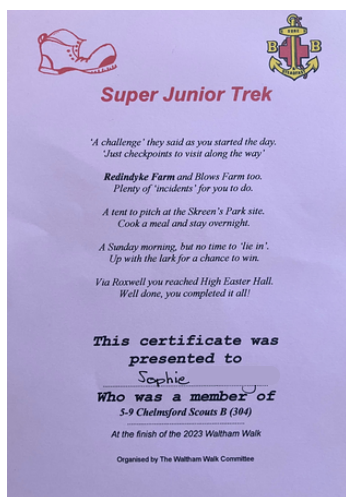 B B
SURE
STEDFAST
Super Junior Trek
'A challenge' they said as you started the day.
'Just checkpoints to visit along the way'
Redindyke Farm and Blows Farm too.
Plenty of 'incidents' for you to do.
A tent to pitch at the Skreen's Park site.
Cook a meal and stay overnight.
A Sunday morning, but no time to 'lie in'.
Up with the lark for a chance to win.
Via Roxwell you reached High Easter Hall.
Well done, you completed it all!
This certificate was
presented to
Sophie
Who was a member of
5-9 Chelmsford Scouts B (304)
At the finish of the 2023 Waltham Walk
Organised by The Waltham Walk Committee